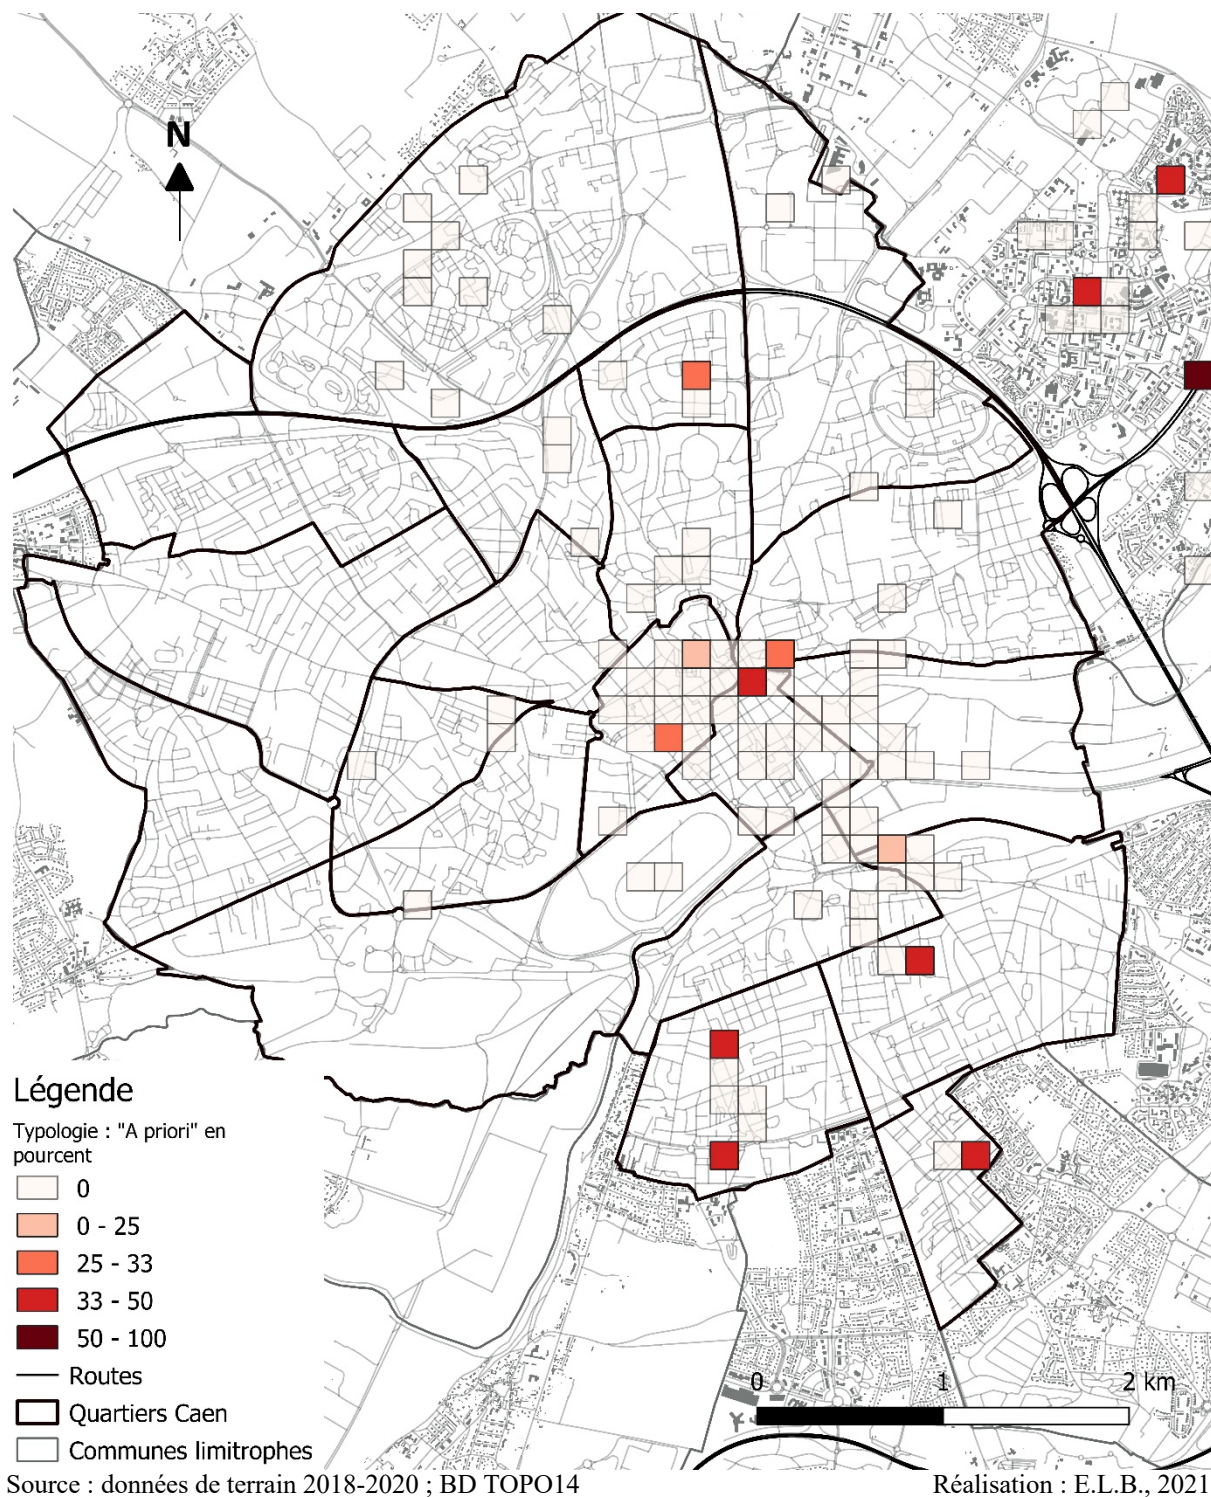 N
Légende
Typologie : "A priori" en
pourcent
0
0 - 25
25 - 33
33 - 50
50 - 100
Routes
Quartiers Caen
Communes limitrophes
0 1 2 km
Source : données de terrain 2018-2020 ; BD TOPO14 Réalisation : E.L.B., 2021